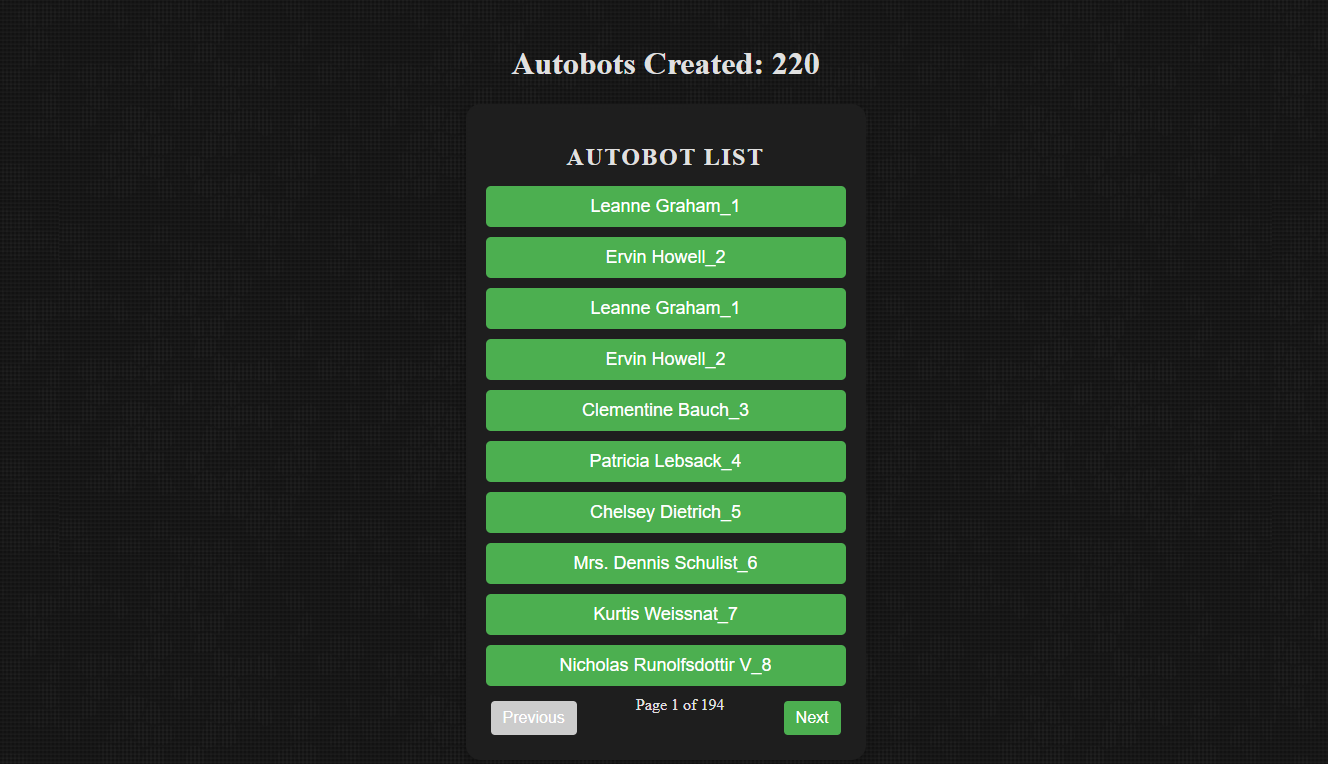 Autobots Created: 220
AUTOBOT LIST
Leanne Graham_1
Ervin Howell_2
Leanne Graham_1
Ervin Howell_2
Clementine Bauch_3
Patricia Lebsack_4
Chelsey Dietrich_5
Mrs. Dennis Schulist_6
Kurtis Weissnat_7
Nicholas Runolfsdottir V_8
Previous
Page 1 of 194
Next